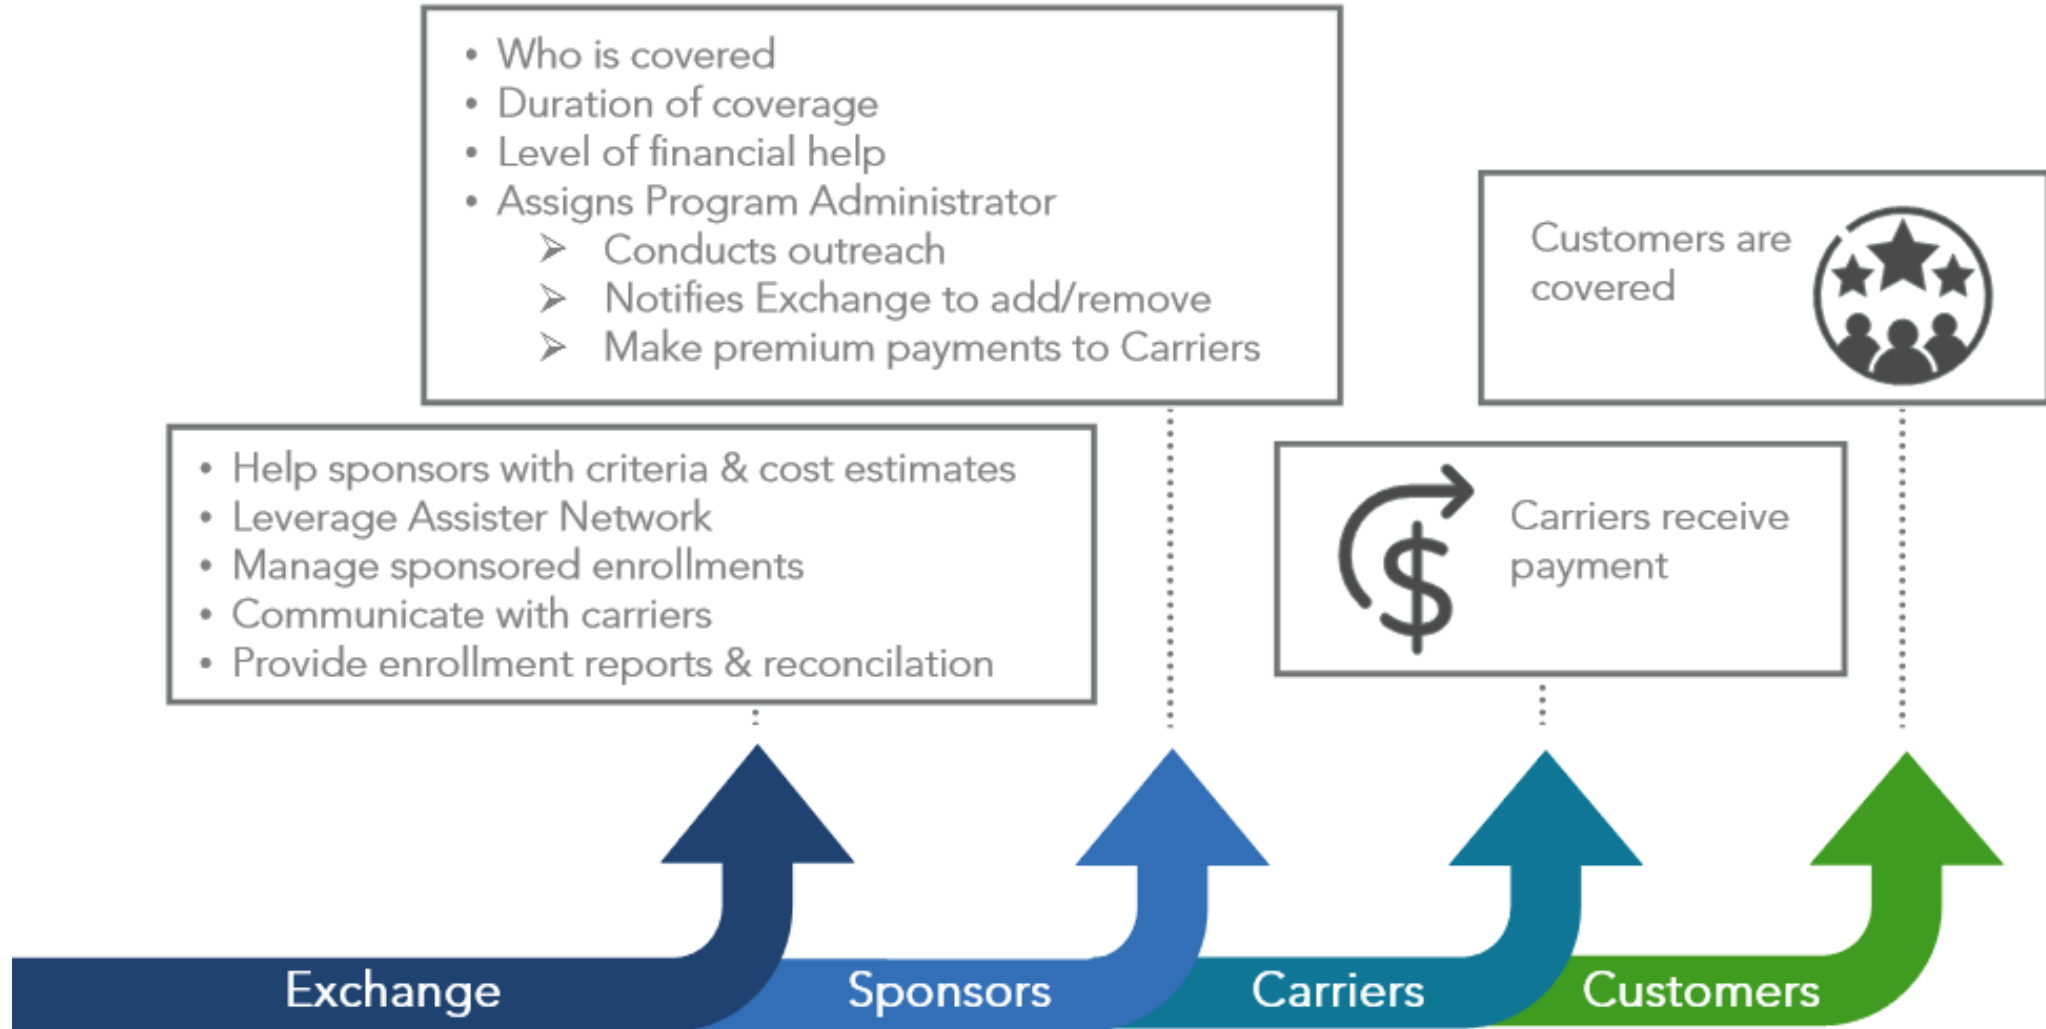 • Who is covered
• Duration of coverage
• Level of financial help
• Assigns Program Administrator
➢ Conducts outreach
➢ Notifies Exchange to add/remove
➢ Make premium payments to Carriers
Customers are
covered
• Help sponsors with criteria & cost estimates
• Leverage Assister Network
• Manage sponsored enrollments
• Communicate with carriers
• Provide enrollment reports & reconcilation
$
Carriers receive
payment
Exchange
Sponsors
Carriers
Customers